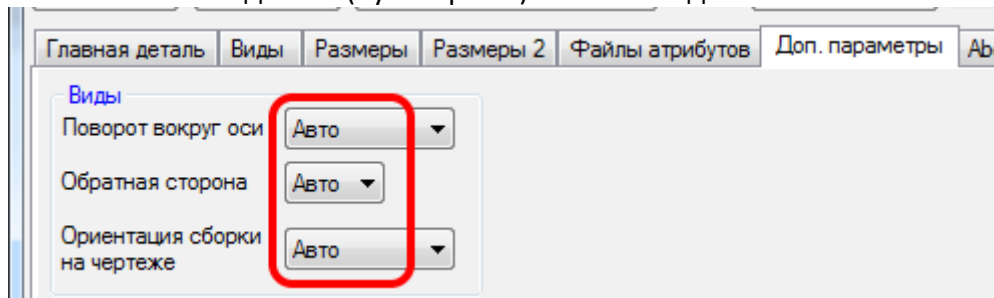 Главная деталь Виды Размеры Размеры 2 Файлы атрибутов Доп. параметры Ab
Виды
Поворот вокруг оси Авто
Обратная сторона Авто
Ориентация сборки
на чертеже Авто